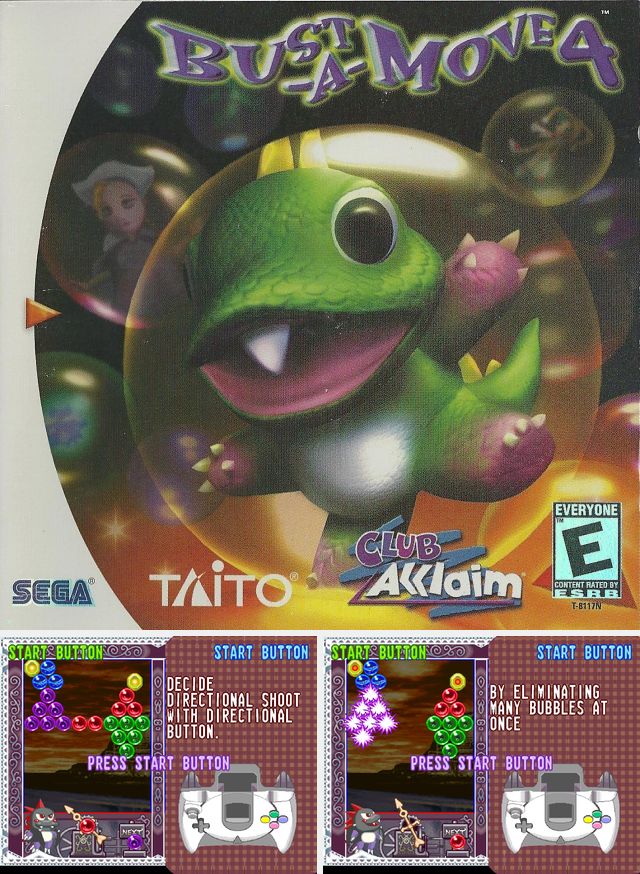 BUST
-A-MOVE 4
™
SEGA®
TAITO®
CLUB
Acclaim
EVERYONE
™
E
CONTENT RATED BY
ESRB
T-8117N
START BUTTON
START BUTTON
DECIDE
DIRECTIONAL SHOOT
WITH DIRECTIONAL
BUTTON.
PRESS START BUTTON
NEXT
START BUTTON
START BUTTON
BY ELIMINATING
MANY BUBBLES AT
ONCE
PRESS START BUTTON
NEXT